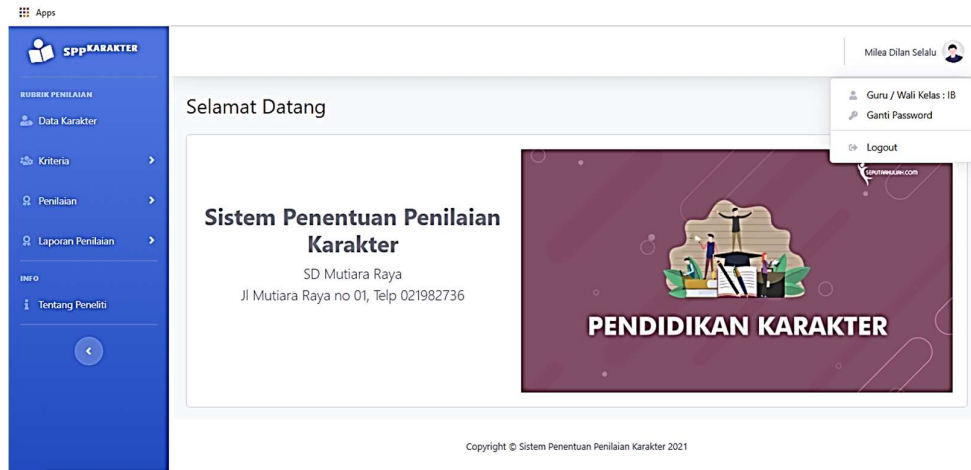 Apps
SPPKARAKTER
Milea Dilan Selalu
RUBRIK PENILAIAN
Data Karakter
Kriteria
Penilaian
Laporan Penilaian
INFO
Tentang Peneliti
Guru / Wali Kelas : IB
Ganti Password
Logout
Selamat Datang
Sistem Penentuan Penilaian
Karakter
SD Mutiara Raya
Jl Mutiara Raya no 01, Telp 021982736
SEPUTARKULIAH.COM
PENDIDIKAN KARAKTER
Copyright © Sistem Penentuan Penilaian Karakter 2021